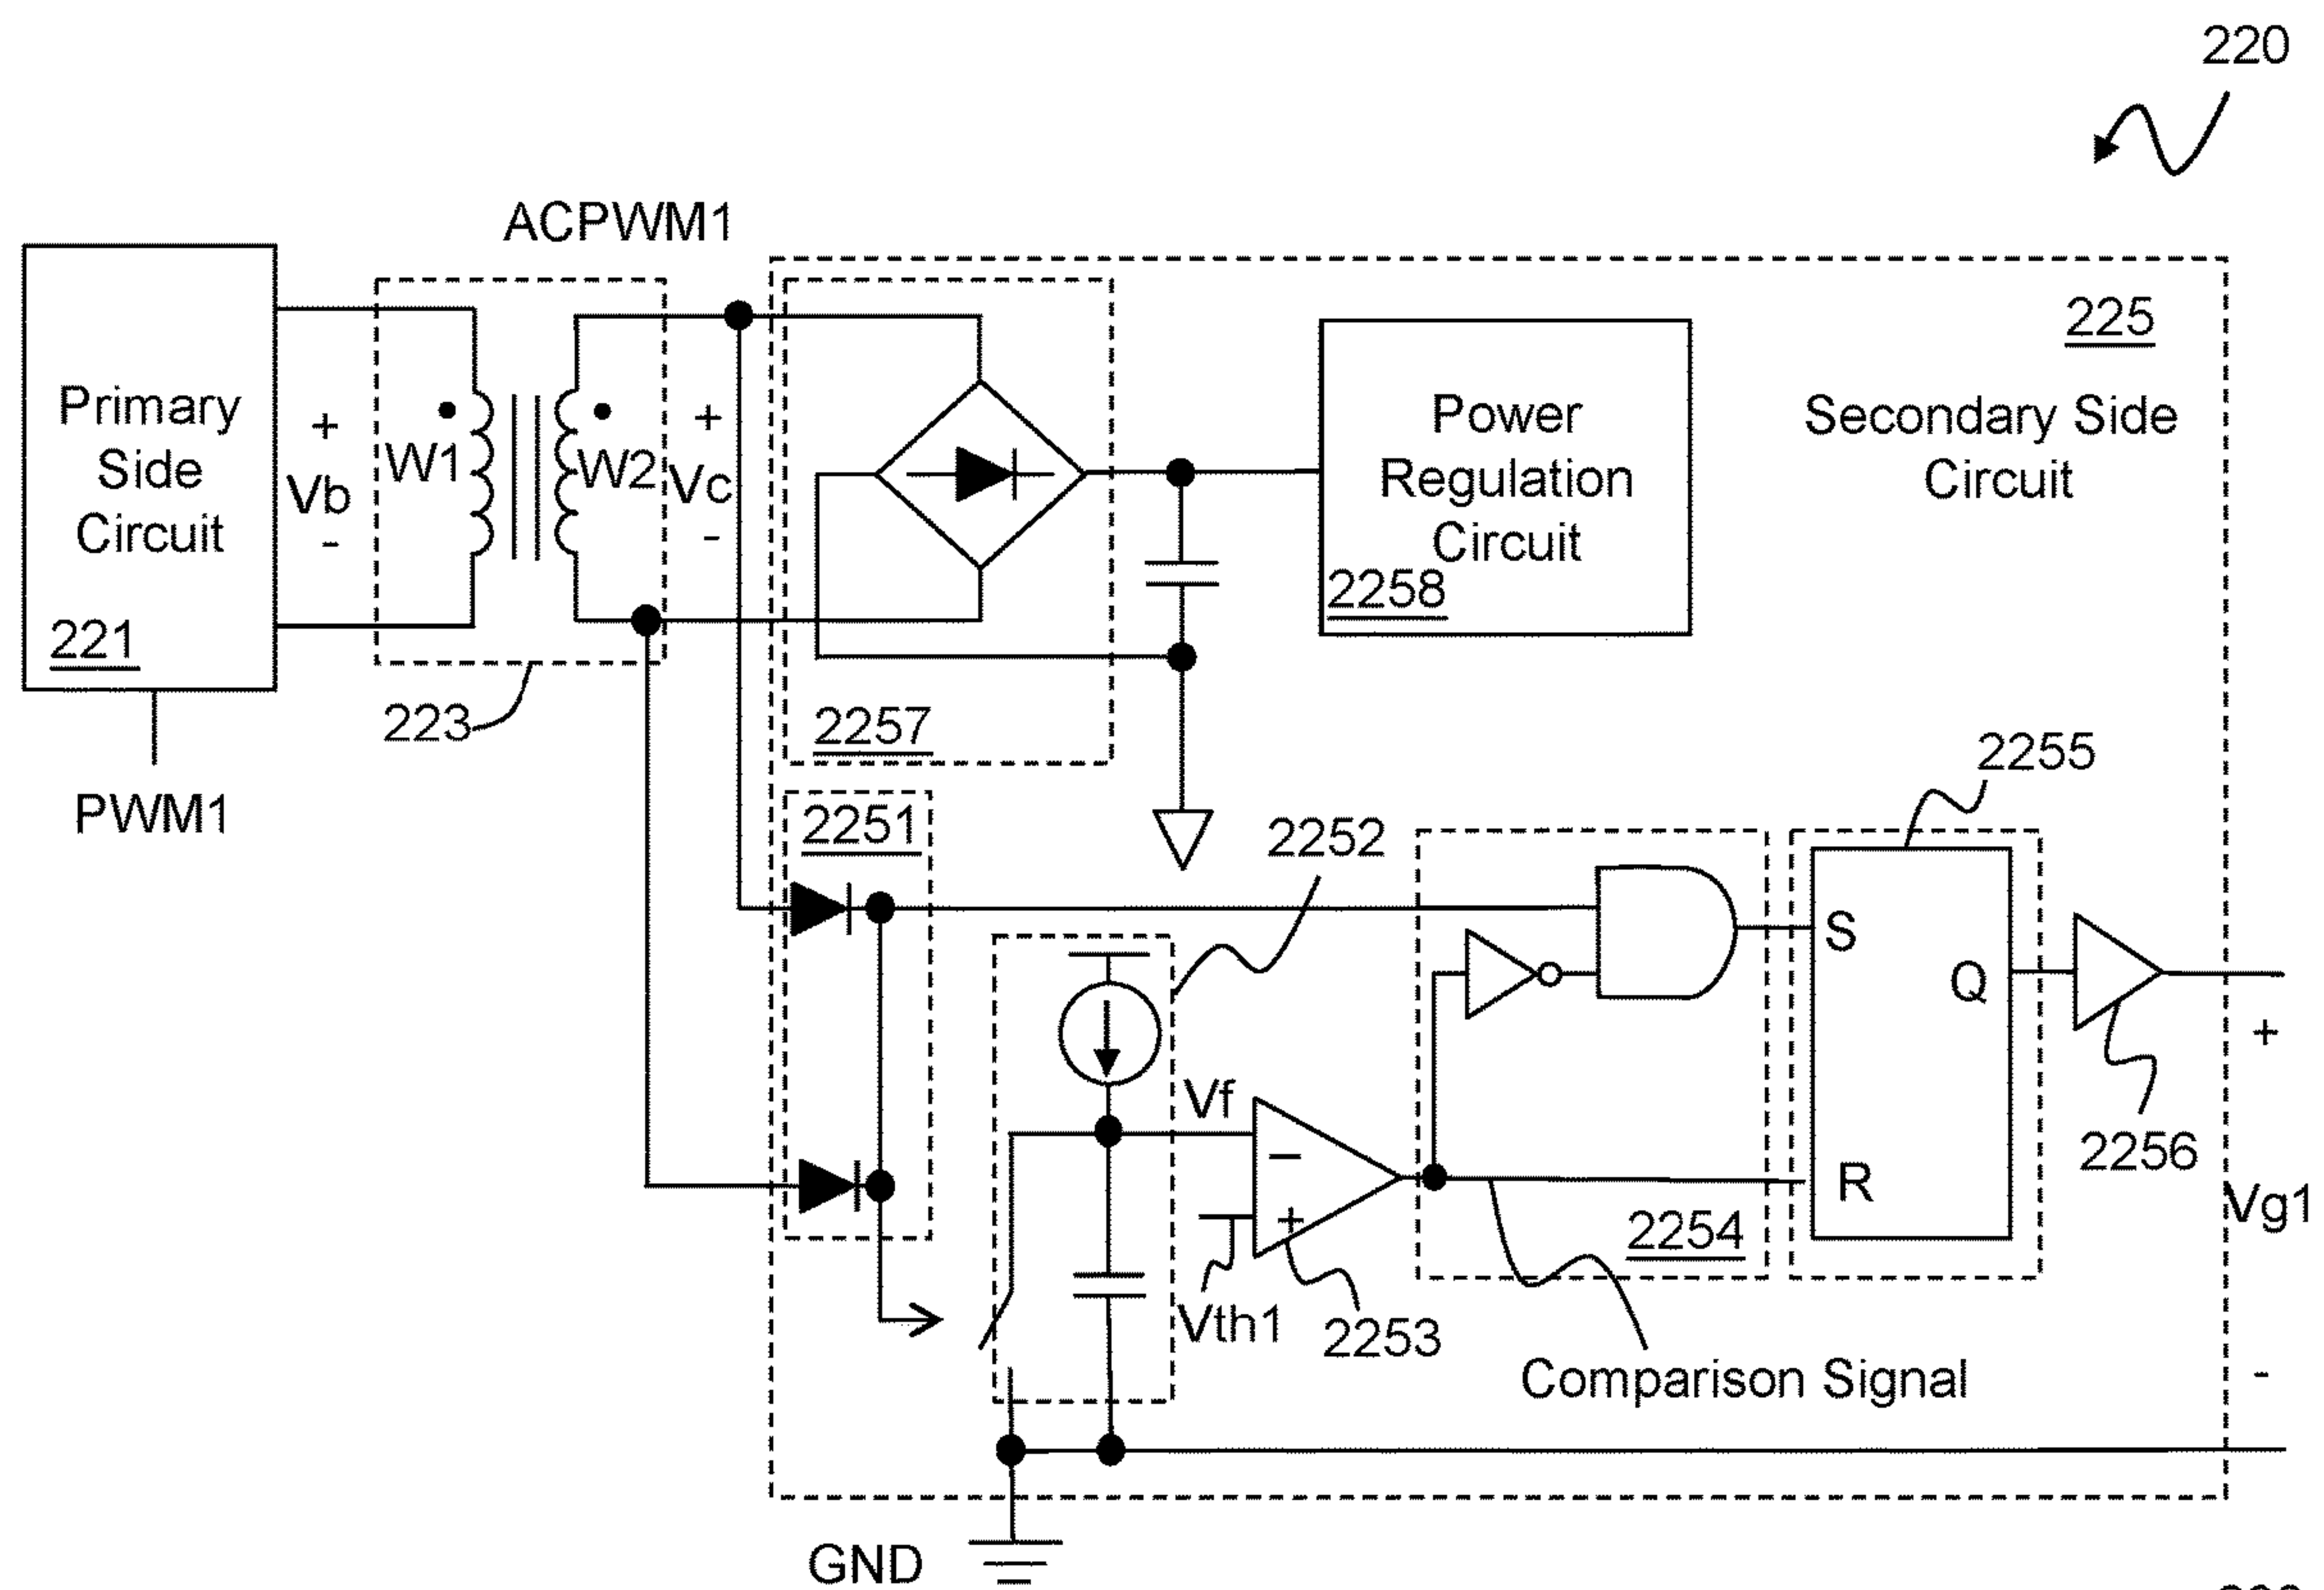 220
ACPWM1
Primary
Side
Circuit
221
PWM1
+
Vb
-
W1
W2
223
+
Vc
-
2257
Power
Regulation
Circuit
2258
225
Secondary Side
Circuit
2251
2252
Vf
−
+
Vth1
2253
2254
Comparison Signal
2255
S
Q
R
2256
+
Vg1
-
GND